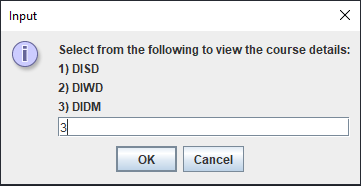 Input
Select from the following to view the course details:
1) DISD
2) DIWD
3) DIDM
3
OK Cancel